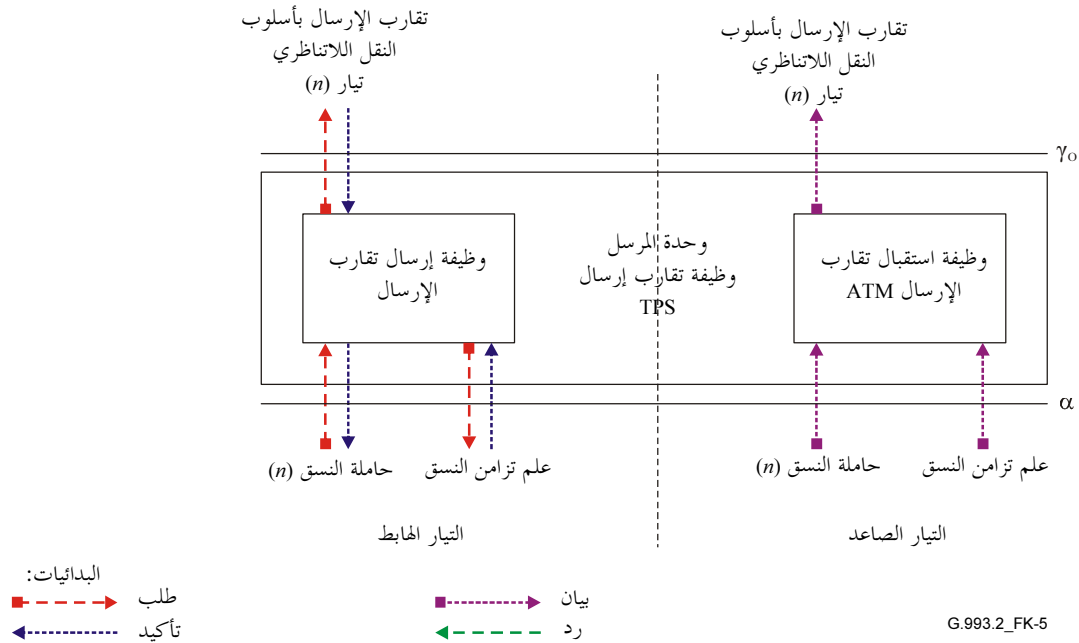 تقارب الإرسال بأسلوب
النقل اللاتناظري
تيار (n)
تقارب الإرسال بأسلوب
النقل اللاتناظري
تيار (n)
γO
وظيفة استقبال تقارب
الإرسال ATM
وحدة المرسل
وظيفة تقارب إرسال
TPS
وظيفة إرسال تقارب
الإرسال
α
علم تزامن النسق
حاملة النسق (n)
علم تزامن النسق
حاملة النسق (n)
التيار الصاعد
التيار الهابط
البدائيات:
طلب
بيان
تأكيد
رد
G.993.2_FK-5